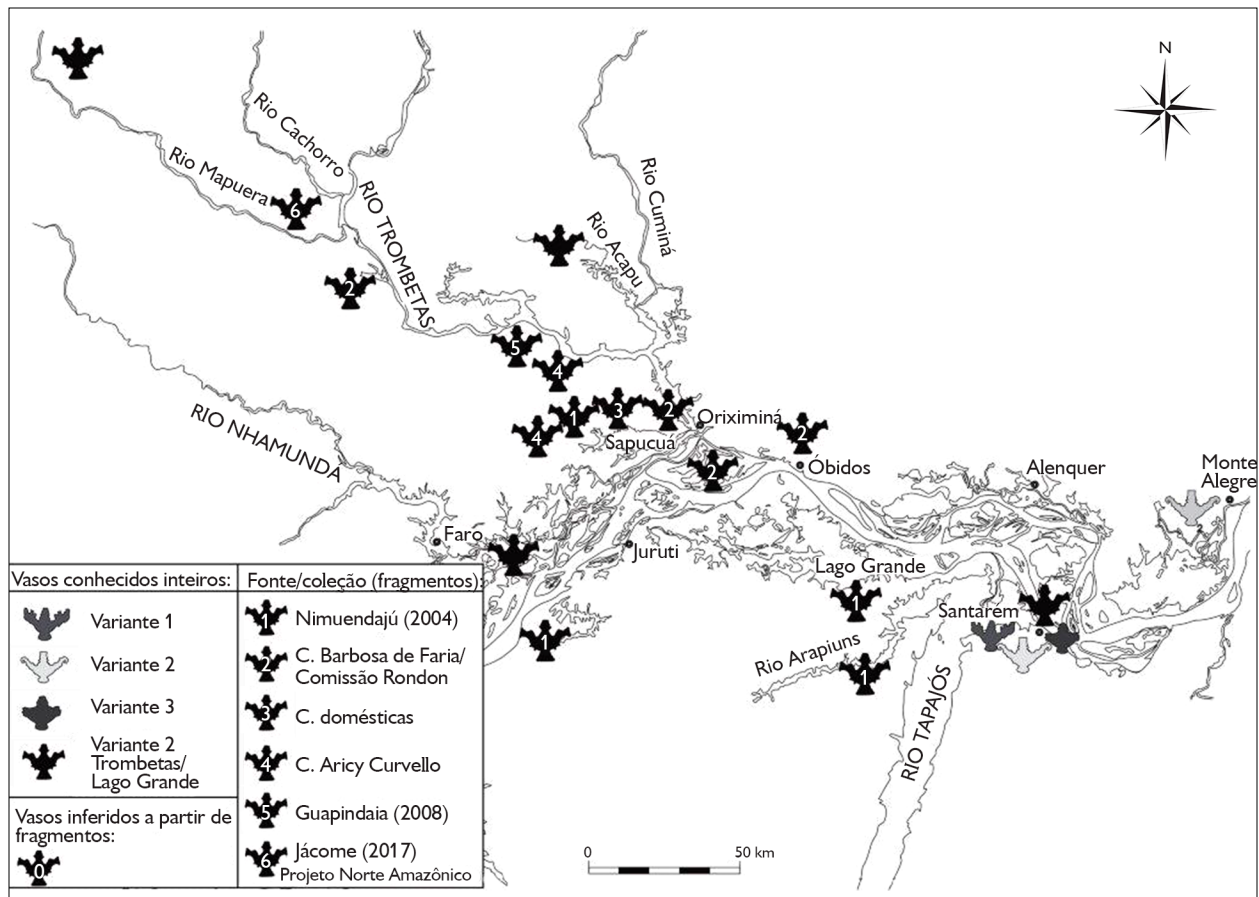 N
Rio Cachorro
Rio Mapuera
6
RIO TROMBETAS
Rio Cuminá
Rio Acapu
2
5
4
RIO NHAMUNDA
4
1
3
2
Oriximiná
Sapucuá
2
2
Óbidos
Alenquer
Monte
Alegre
Faro
Juruti
Lago Grande
1
Santarém
1
Rio Arapiuns
1
RIO TAPAJÓS
Vasos conhecidos inteiros:
Variante 1
Variante 2
Variante 3
Variante 2
Trombetas/
Lago Grande
Vasos inferidos a partir de
fragmentos:
0
Fonte/coleção (fragmentos):
1 Nimuendajú (2004)
2 C. Barbosa de Faria/
Comissão Rondon
3 C. domésticas
4 C. Aricy Curvello
5 Guapindaia (2008)
6 Jácome (2017)
Projeto Norte Amazônico
0 50 km